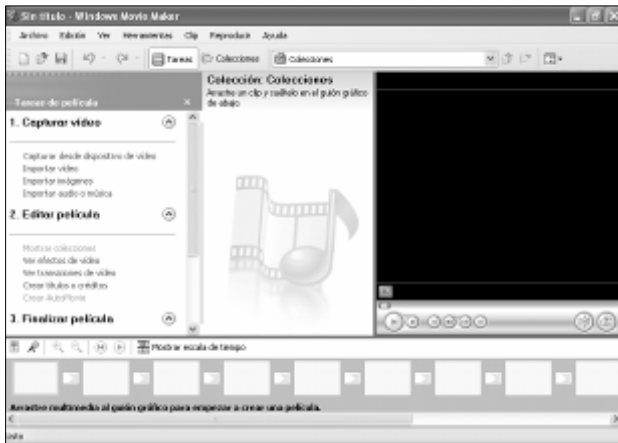 Sin título - Windows Movie Maker
Archivo Edición Ver Herramientas Clip Reproducir Ayuda
Tareas Colecciones Colecciones
Tareas de película
Colección: Colecciones
Arrastre un clip y suéltelo en el guión gráfico
de abajo
1. Capturar vídeo
Capturar desde dispositivo de vídeo
Importar vídeo
Importar imágenes
Importar audio o música
2. Editar película
Mostrar colecciones
Ver efectos de vídeo
Ver transiciones de vídeo
Crear títulos o créditos
Crear AutoMovie
3. Finalizar película
Mostrar escala de tiempo
Arrastre multimedia al guión gráfico para empezar a crear una película.